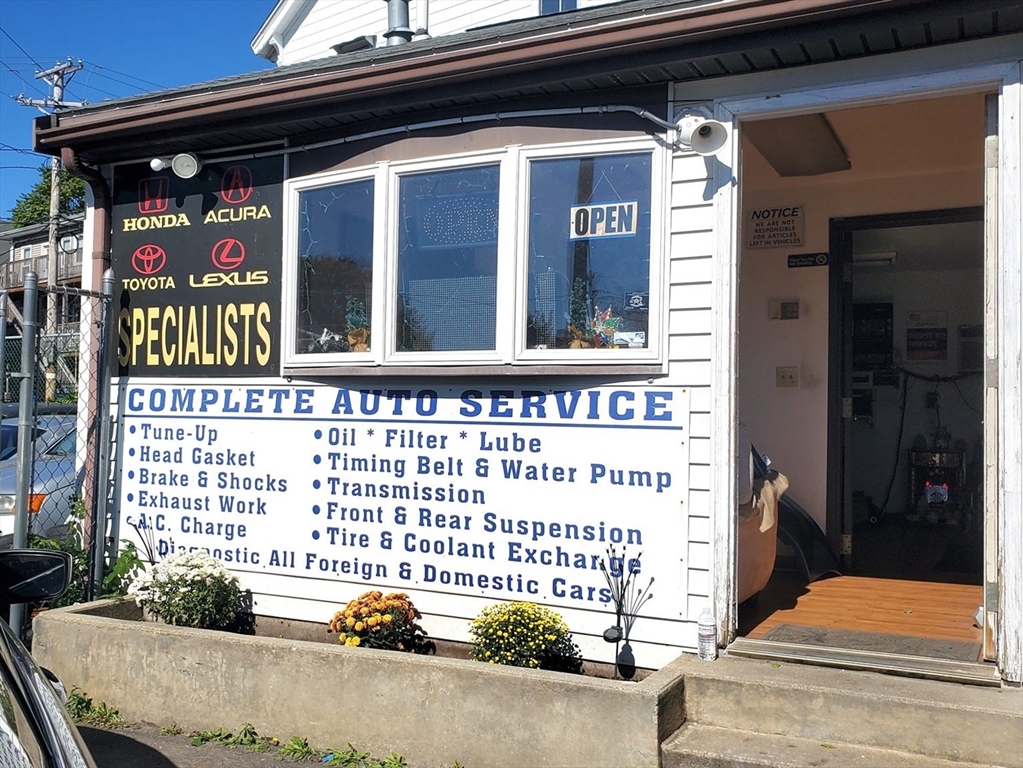 HONDA ACURA
TOYOTA LEXUS
SPECIALISTS
OPEN
OPEN
NOTICE
WE ARE NOT
RESPONSIBLE
FOR ARTICLES
LEFT IN VEHICLES
COMPLETE AUTO SERVICE
• Tune-Up
• Head Gasket
• Brake & Shocks
• Exhaust Work
• A.C. Charge
• Oil * Filter * Lube
• Timing Belt & Water Pump
• Transmission
• Front & Rear Suspension
• Tire & Coolant Exchange
Diagnostic All Foreign & Domestic Cars